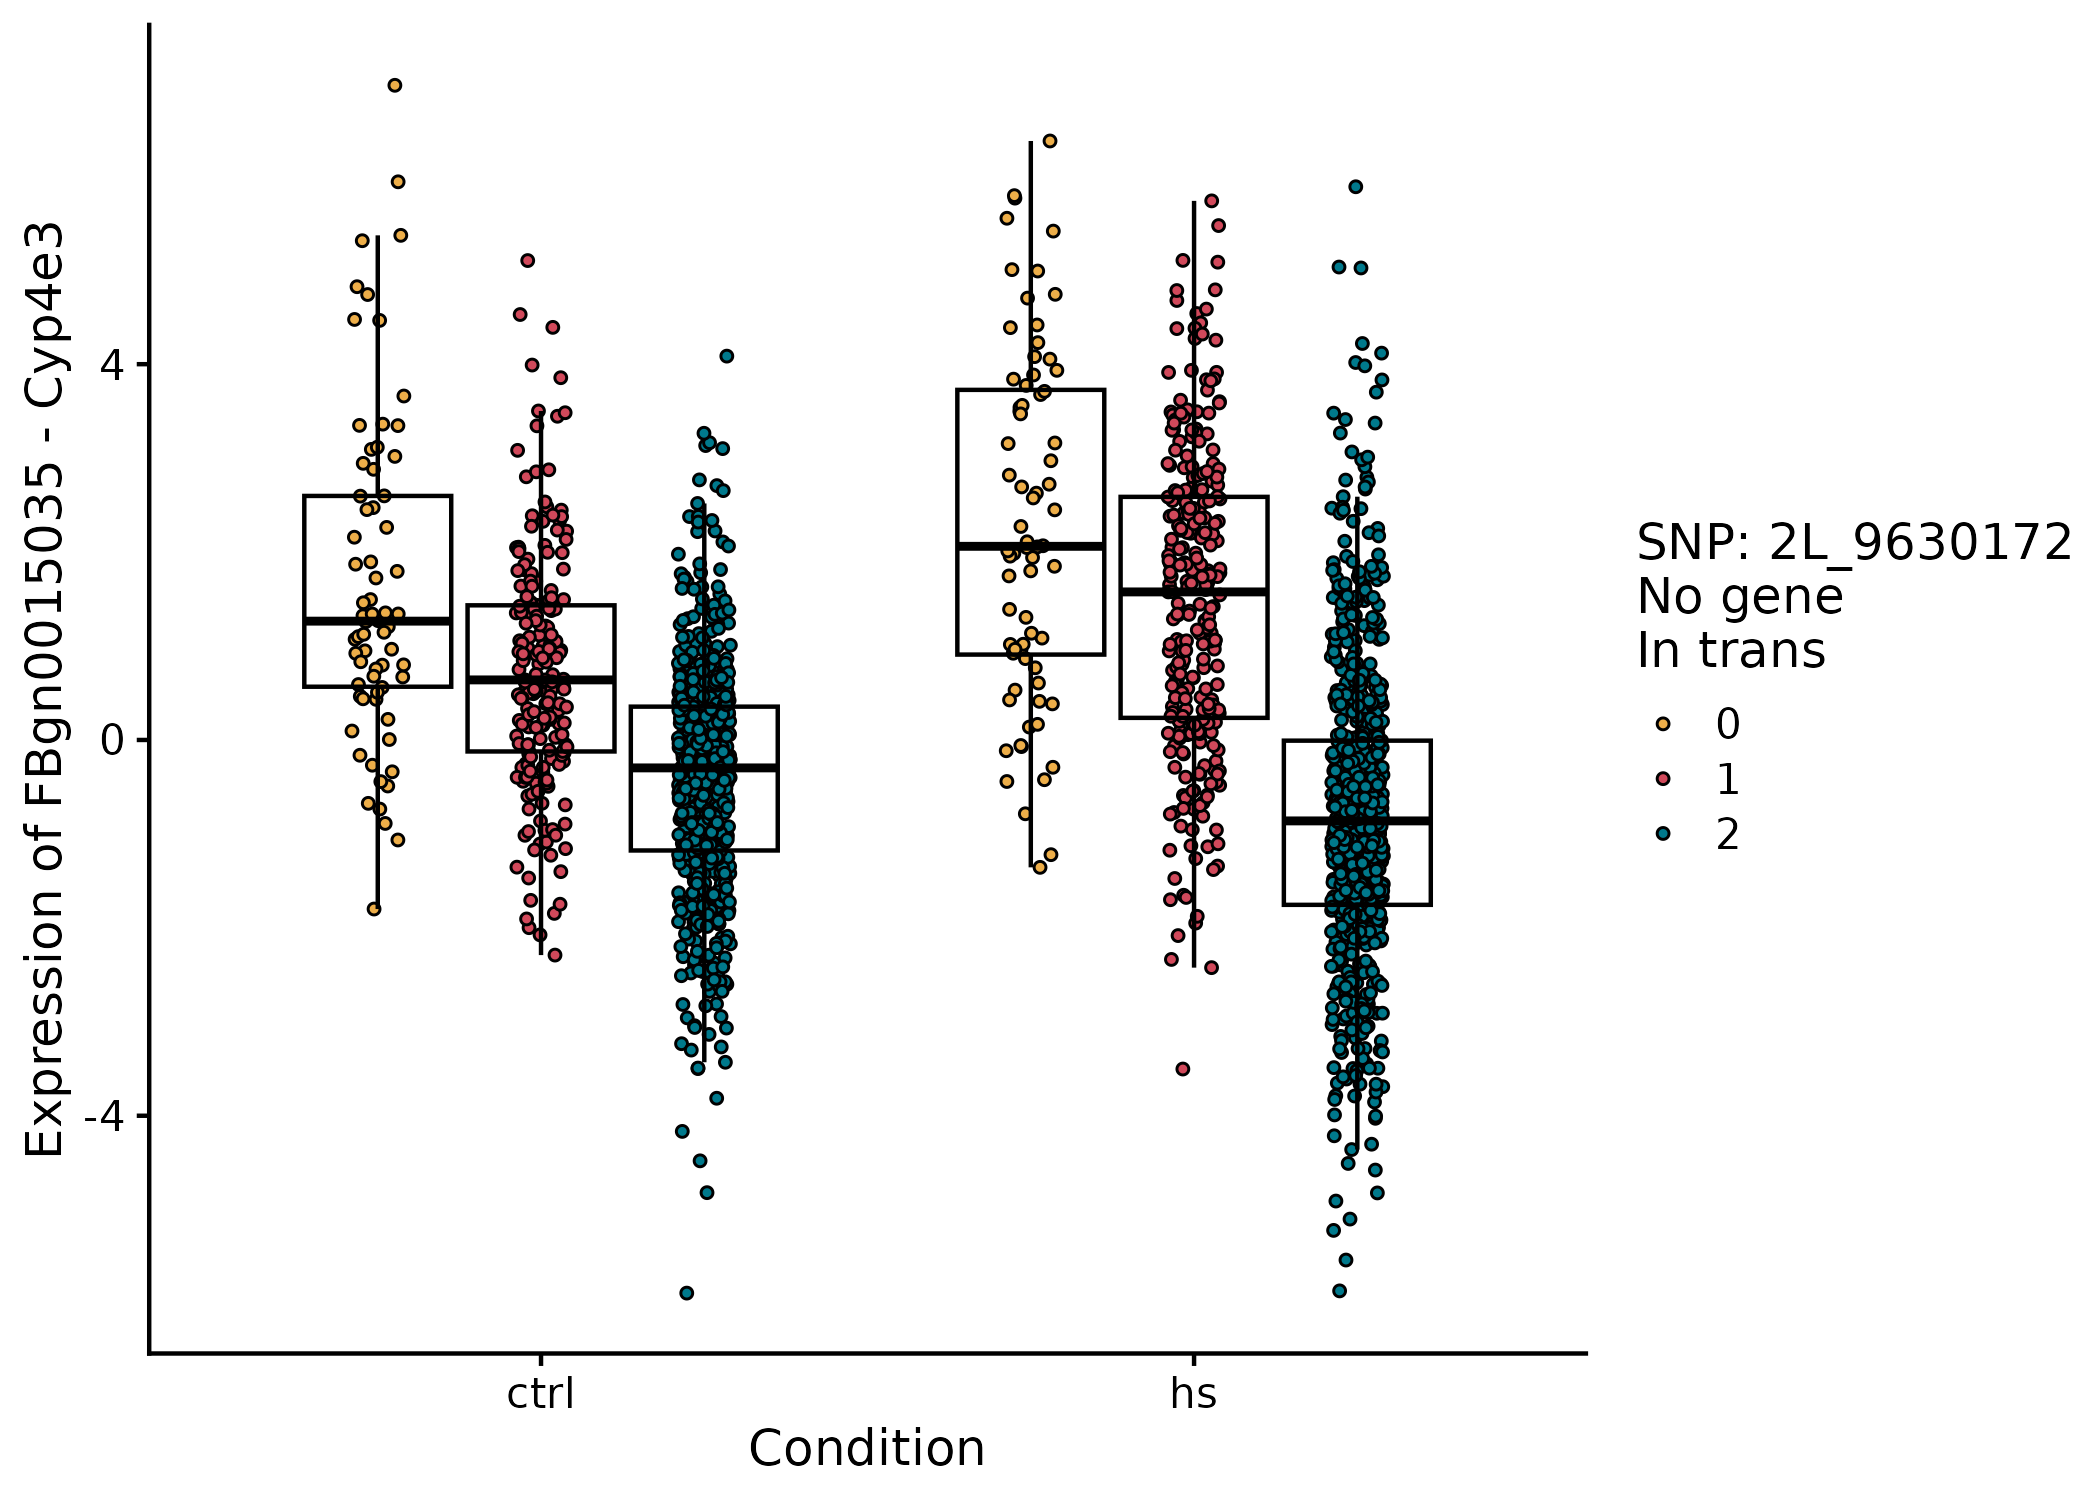 Expression of FBgn0015035 - Cyp4e3
4
0
-4
ctrl
hs
Condition
SNP: 2L_9630172
No gene
In trans
0
1
2